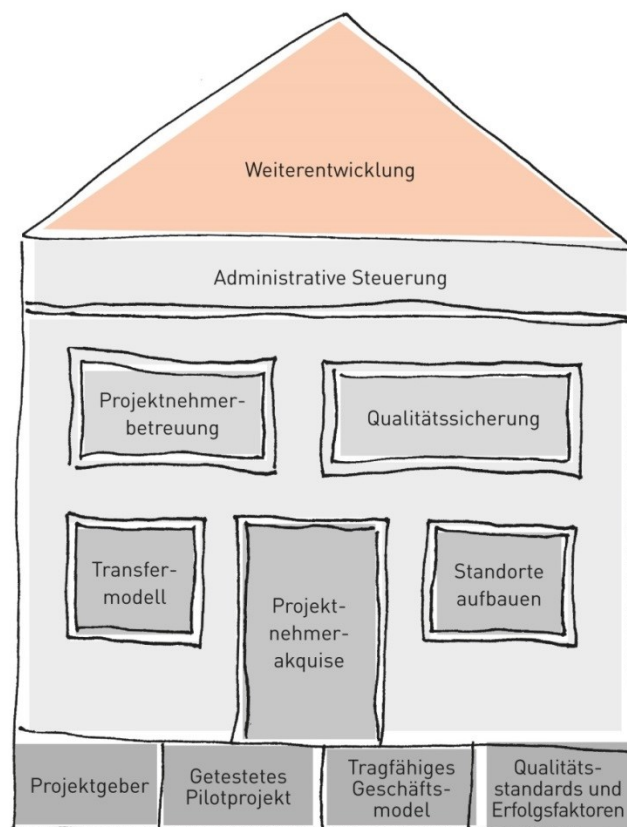 Weiterentwicklung
Administrative Steuerung
Projektnehmer-
betreuung
Qualitätssicherung
Transfer-
modell
Projekt-
nehmer-
akquise
Standorte
aufbauen
Projektgeber
Getestetes
Pilotprojekt
Tragfähiges
Geschäfts-
model
Qualitäts-
standards und
Erfolgsfaktoren